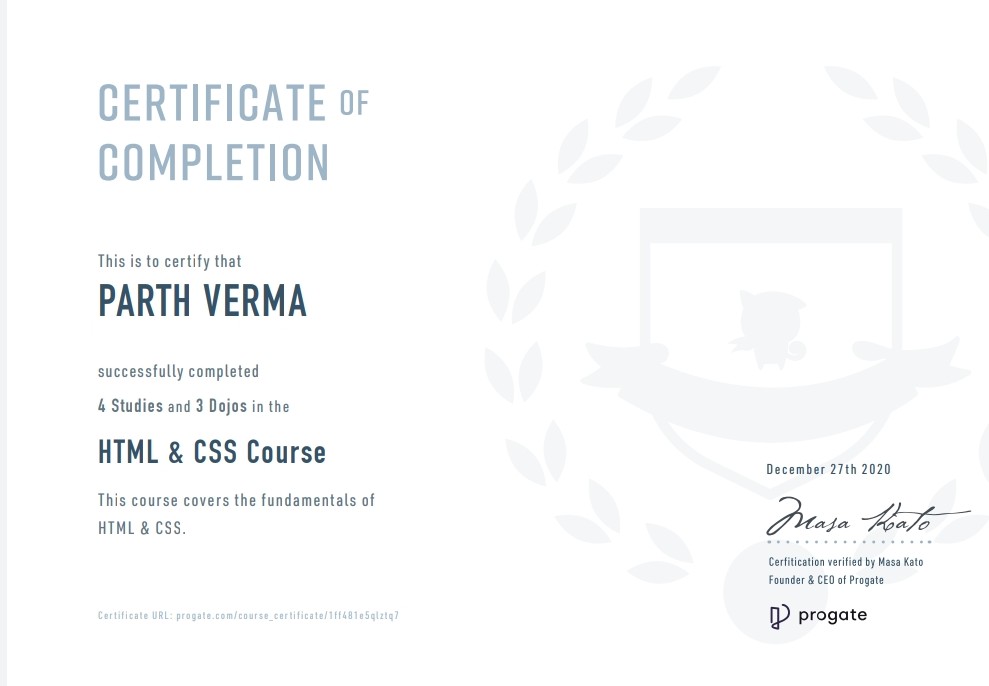 CERTIFICATE OF
COMPLETION
This is to certify that
PARTH VERMA
successfully completed
4 Studies and 3 Dojos in the
HTML & CSS Course
This course covers the fundamentals of
HTML & CSS.
Certificate URL: progate.com/course_certificate/1ff481e5qlztq7
December 27th 2020
Masa Kato
Cerfitication verified by Masa Kato
Founder & CEO of Progate
progate